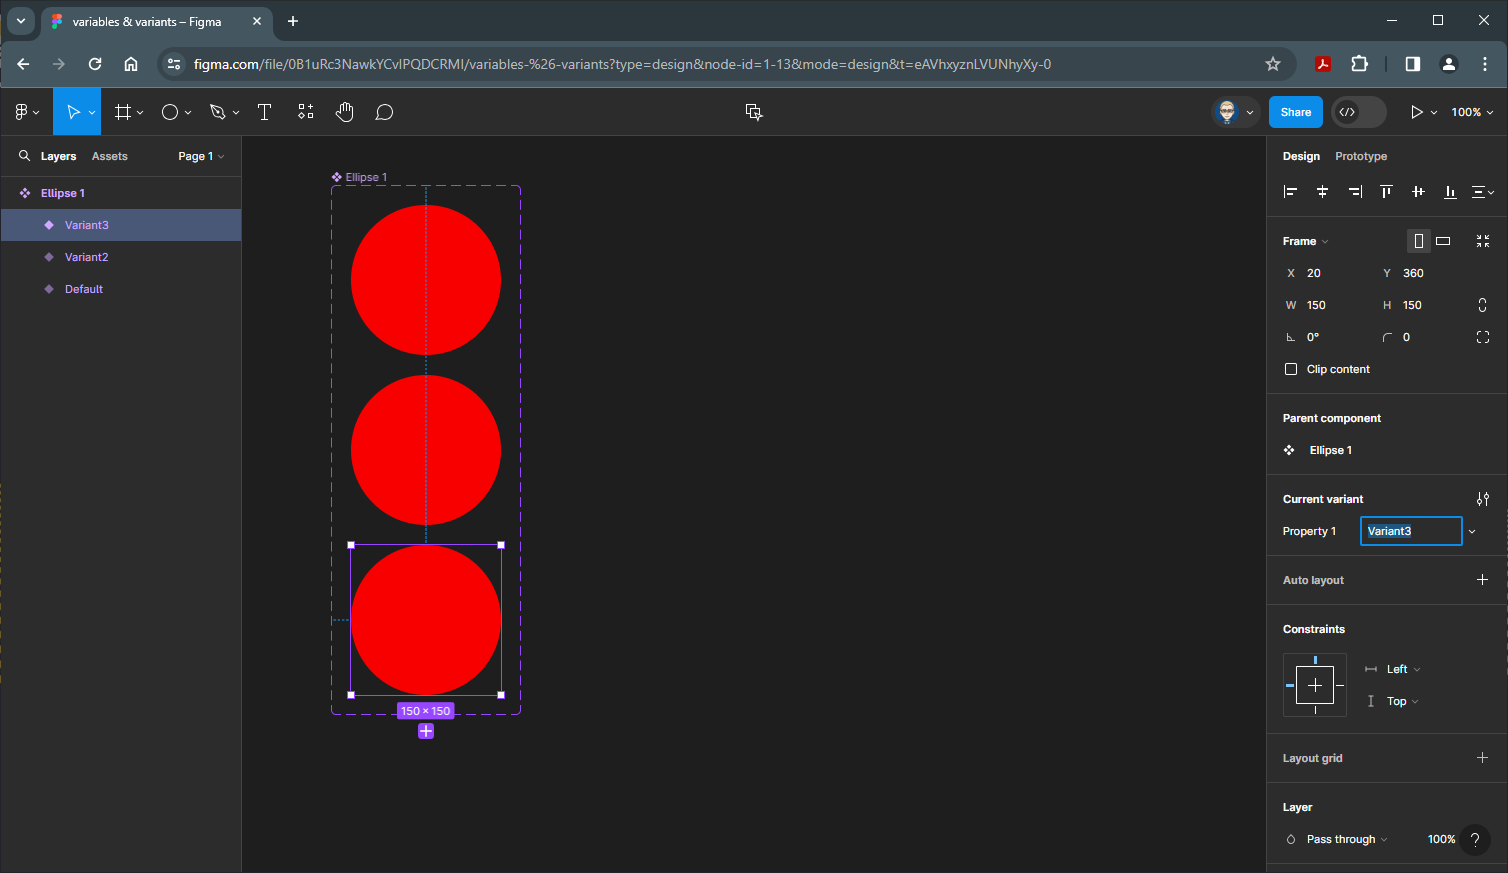 variables & variants – Figma
figma.com/file/0B1uRc3NawkYCvlPQDCRMl/variables-%26-variants?type=design&node-id=1-13&mode=design&t=eAVhxyznLVUNhyXy-0
Share
100%
Layers
Assets
Page 1
Ellipse 1
Variant3
Variant2
Default
Ellipse 1
150 × 150
Design
Prototype
Frame
X 20
Y 360
W 150
H 150
0°
0
Clip content
Parent component
Ellipse 1
Current variant
Property 1
Variant3
Auto layout
Constraints
Left
Top
Layout grid
Layer
Pass through
100%
?